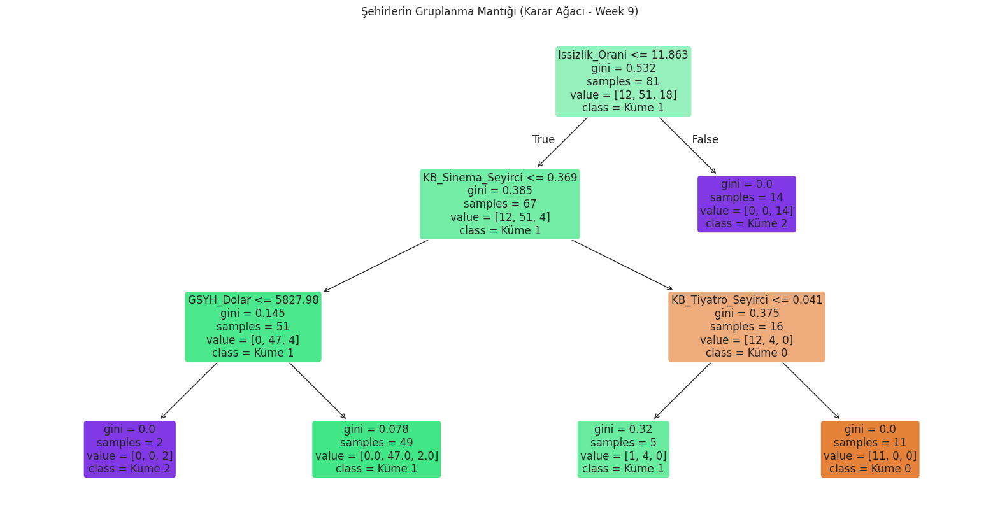 Şehirlerin Gruplanma Mantığı (Karar Ağacı - Week 9)
Issizlik_Orani <= 11.863
gini = 0.532
samples = 81
value = [12, 51, 18]
class = Küme 1
True
False
KB_Sinema_Seyirci <= 0.369
gini = 0.385
samples = 67
value = [12, 51, 4]
class = Küme 1
gini = 0.0
samples = 14
value = [0, 0, 14]
class = Küme 2
GSYH_Dolar <= 5827.98
gini = 0.145
samples = 51
value = [0, 47, 4]
class = Küme 1
KB_Tiyatro_Seyirci <= 0.041
gini = 0.375
samples = 16
value = [12, 4, 0]
class = Küme 0
gini = 0.0
samples = 2
value = [0, 0, 2]
class = Küme 2
gini = 0.078
samples = 49
value = [0.0, 47.0, 2.0]
class = Küme 1
gini = 0.32
samples = 5
value = [1, 4, 0]
class = Küme 1
gini = 0.0
samples = 11
value = [11, 0, 0]
class = Küme 0